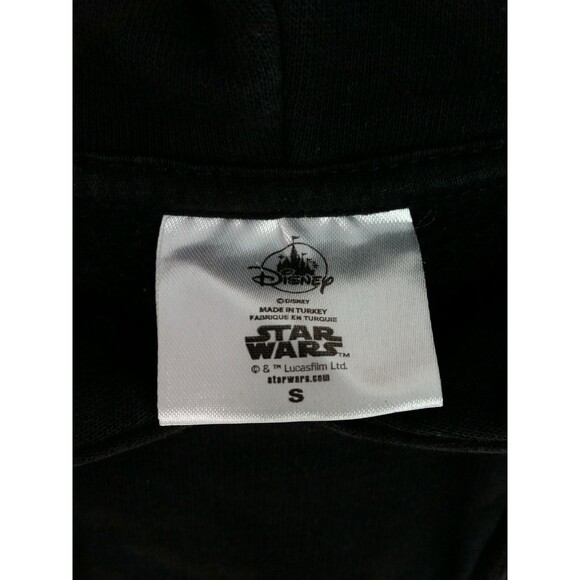 Disney
© DISNEY
MADE IN TURKEY
FABRIQUE EN TURQUIE
STAR
WARS™
© & ™ Lucasfilm Ltd.
starwars.com
S